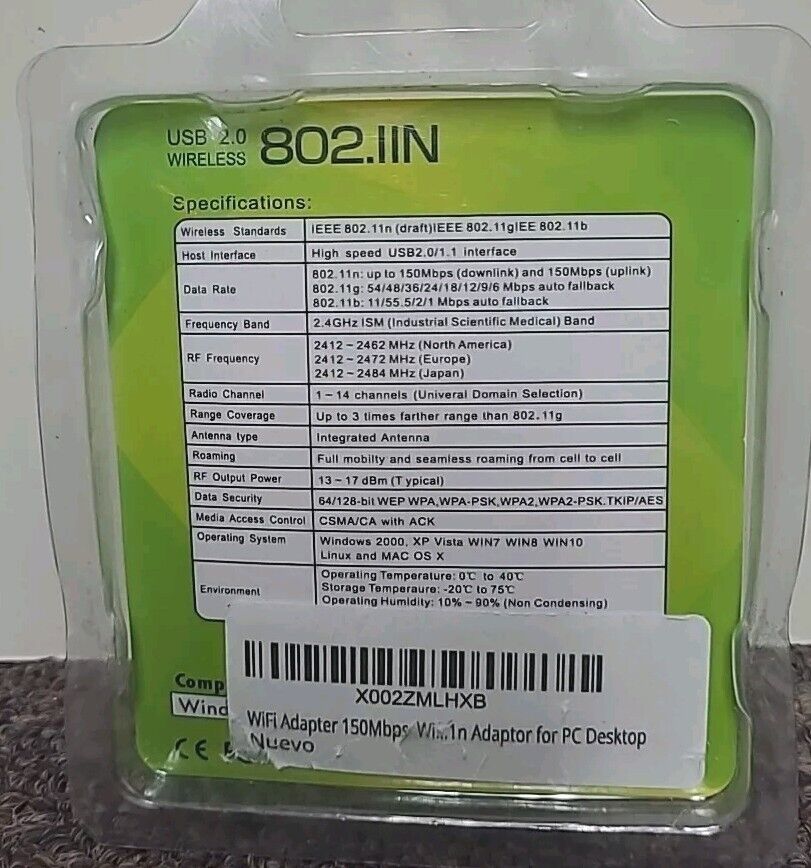 USB 2.0
WIRELESS
802.11N
Specifications:
Wireless Standards IEEE 802.11n (draft)IEEE 802.11gIEE 802.11b
Host Interface High speed USB2.0/1.1 interface
Data Rate 802.11n: up to 150Mbps (downlink) and 150Mbps (uplink)
802.11g: 54/48/36/24/18/12/9/6 Mbps auto fallback
802.11b: 11/55.5/2/1 Mbps auto fallback
Frequency Band 2.4GHz ISM (Industrial Scientific Medical) Band
RF Frequency 2412~2462 MHz (North America)
2412~2472 MHz (Europe)
2412~2484 MHz (Japan)
Radio Channel 1~14 channels (Univeral Domain Selection)
Range Coverage Up to 3 times farther range than 802.11g
Antenna type Integrated Antenna
Roaming Full mobilty and seamless roaming from cell to cell
RF Output Power 13~17 dBm (T ypical)
Data Security 64/128-bit WEP WPA,WPA-PSK,WPA2,WPA2-PSK.TKIP/AES
Media Access Control CSMA/CA with ACK
Operating System Windows 2000, XP Vista WIN7 WIN8 WIN10
Linux and MAC OS X
Environment Operating Temperature: 0℃ to 40℃
Storage Temperaure: -20℃ to 75℃
Operating Humidity: 10%~90% (Non Condensing)
Comp
Wind
X002ZMLHXB
WiFi Adapter 150Mbps Wi...1n Adaptor for PC Desktop
Nuevo
CE